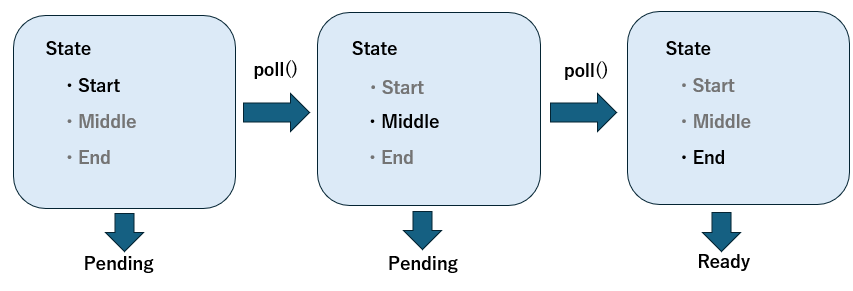 State
・Start
・Middle
・End
Pending
poll()
State
・Start
・Middle
・End
Pending
poll()
State
・Start
・Middle
・End
Ready